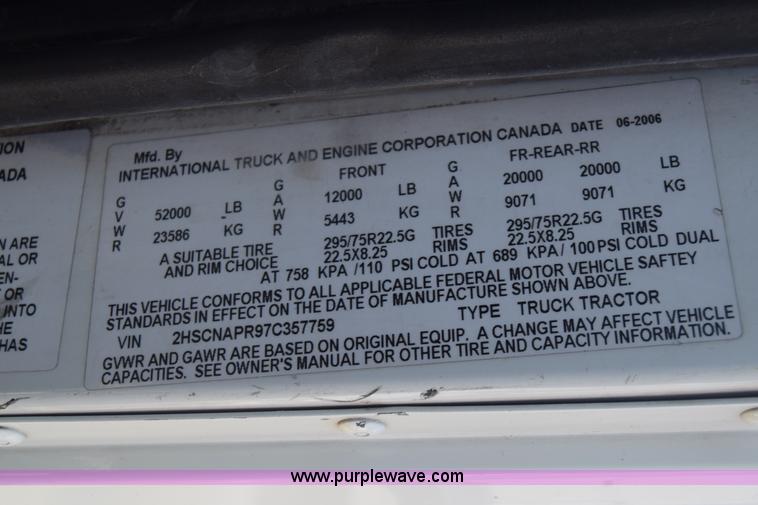 Mfd. By
INTERNATIONAL TRUCK AND ENGINE CORPORATION CANADA DATE 06-2006
G G FRONT G FR-REAR-RR
V 52000 LB A 12000 LB A 20000 20000 LB
W 23586 KG W 5443 KG W 9071 9071 KG
R R R
A SUITABLE TIRE 295/75R22.5G TIRES 295/75R22.5G TIRES
AND RIM CHOICE 22.5X8.25 RIMS 22.5X8.25 RIMS
AT 758 KPA /110 PSI COLD AT 689 KPA/ 100 PSI COLD DUAL
THIS VEHICLE CONFORMS TO ALL APPLICABLE FEDERAL MOTOR VEHICLE SAFTEY
STANDARDS IN EFFECT ON THE DATE OF MANUFACTURE SHOWN ABOVE.
VIN 2HSCNAPR97C357759 TYPE TRUCK TRACTOR
GVWR AND GAWR ARE BASED ON ORIGINAL EQUIP. A CHANGE MAY AFFECT VEHICLE
CAPACITIES. SEE OWNER'S MANUAL FOR OTHER TIRE AND CAPACITY INFORMATION.
ION
ADA
ON ARE
AL OR
EN-
T OR
INTO
HE
HAS
www.purplewave.com